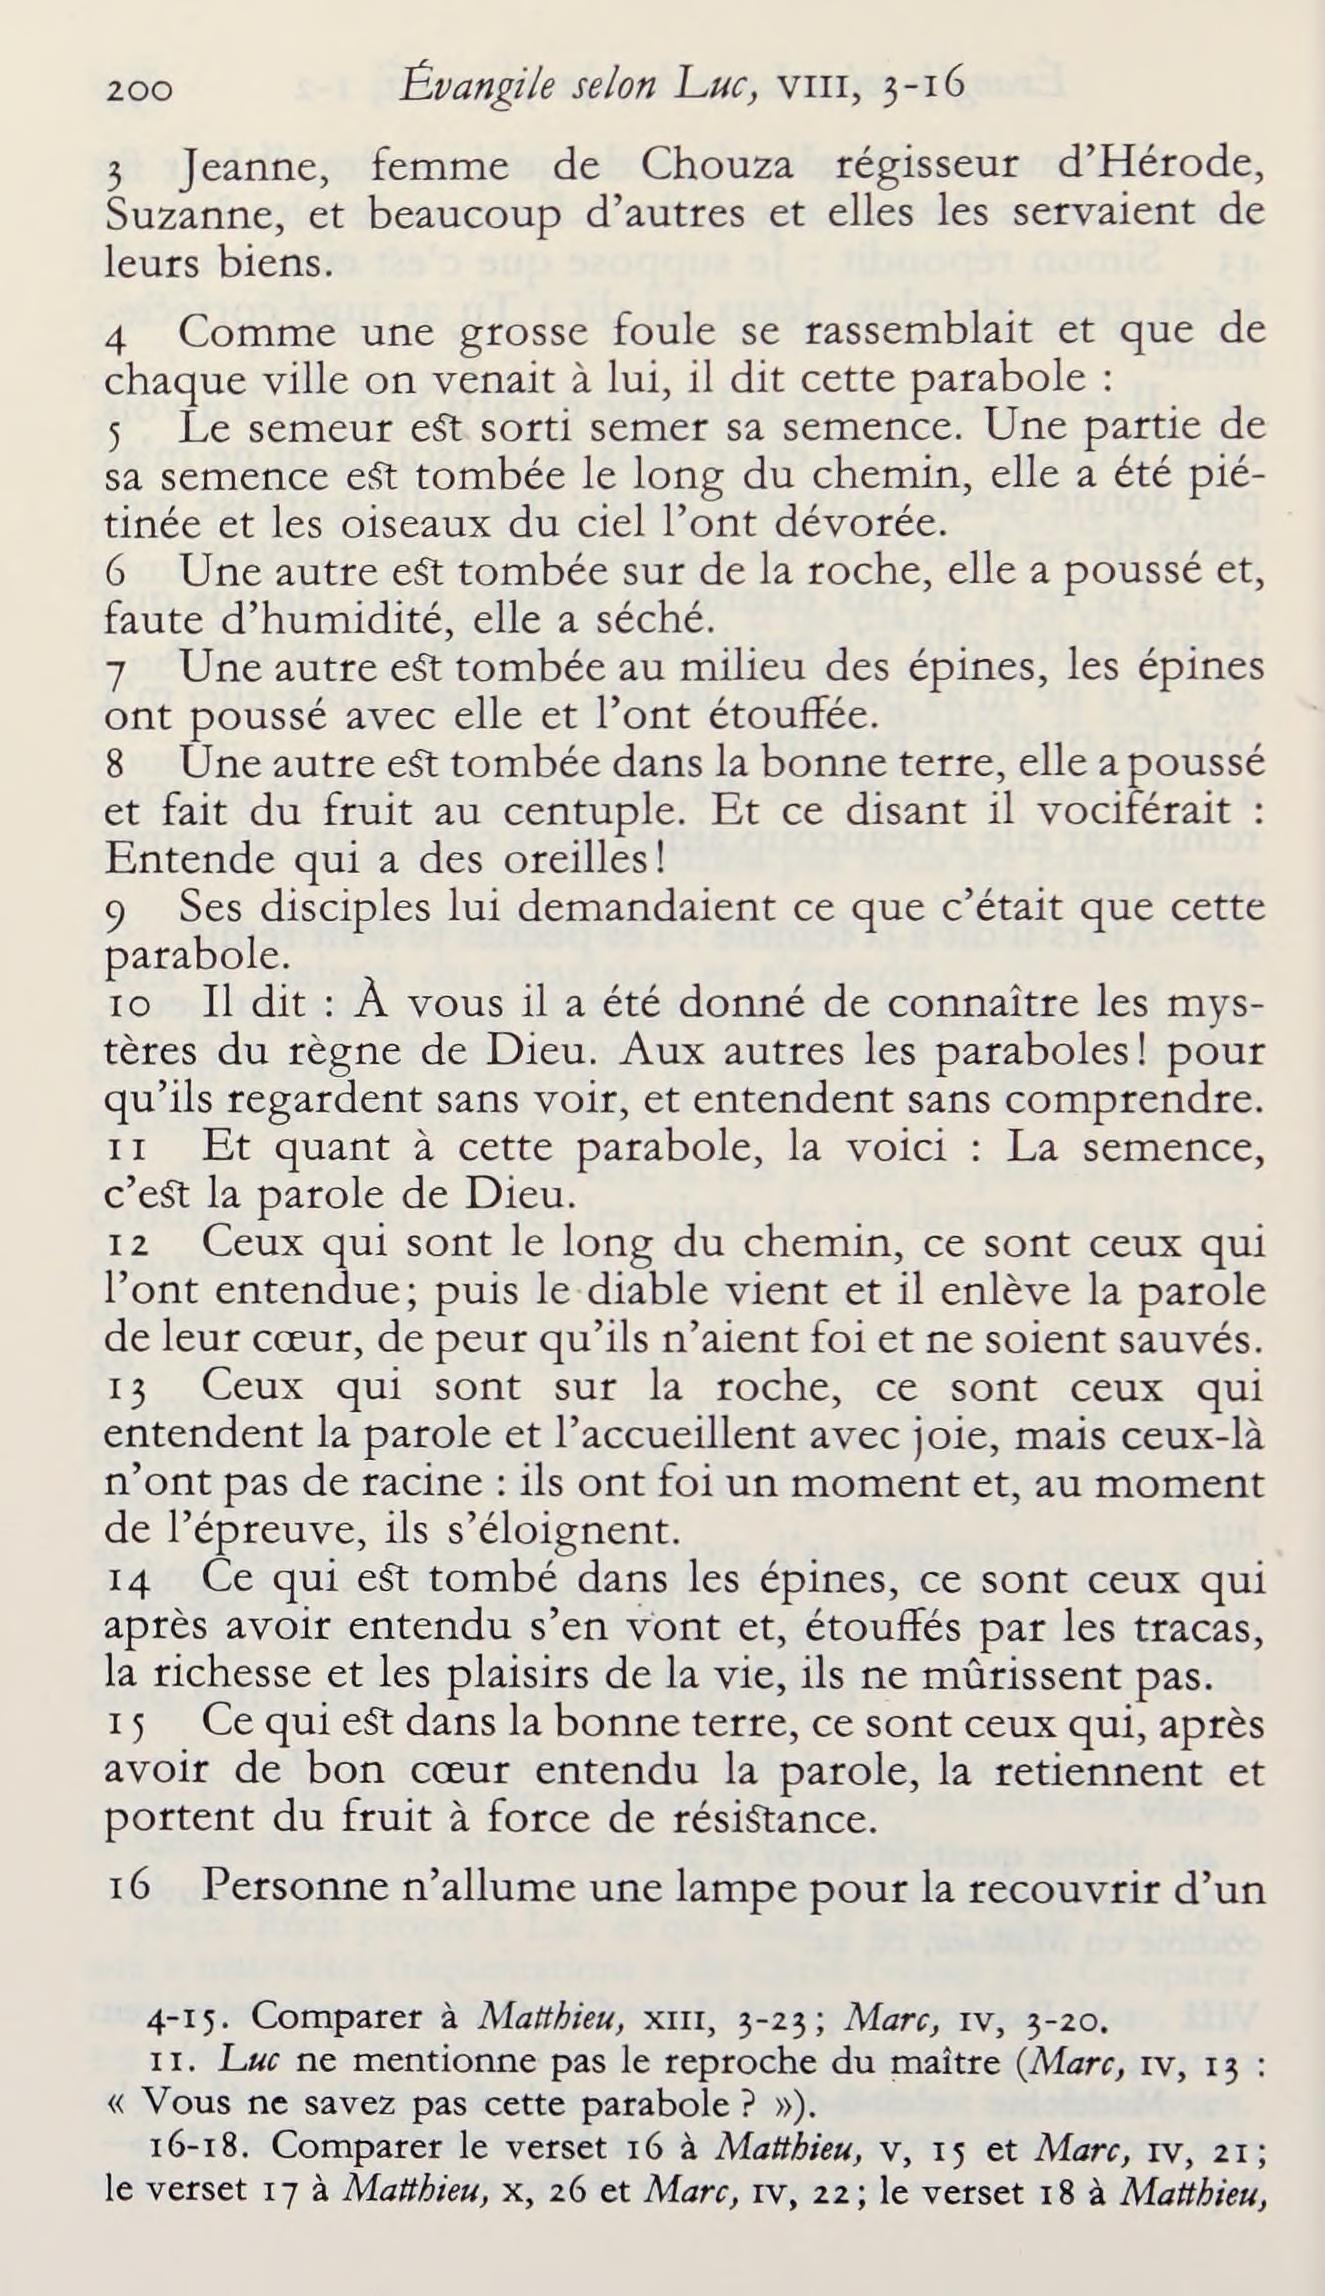 200 Évangile selon Luc, VIII, 3-16
3 Jeanne, femme de Chouza régisseur d’Hérode,
Suzanne, et beaucoup d’autres et elles les servaient de
leurs biens.
4 Comme une grosse foule se rassemblait et que de
chaque ville on venait à lui, il dit cette parabole :
5 Le semeur est sorti semer sa semence. Une partie de
sa semence est tombée le long du chemin, elle a été pié-
tinée et les oiseaux du ciel l’ont dévorée.
6 Une autre est tombée sur de la roche, elle a poussé et,
faute d’humidité, elle a séché.
7 Une autre est tombée au milieu des épines, les épines
ont poussé avec elle et l’ont étouffée.
8 Une autre est tombée dans la bonne terre, elle a poussé
et fait du fruit au centuple. Et ce disant il vociférait :
Entende qui a des oreilles!
9 Ses disciples lui demandaient ce que c’était que cette
parabole.
10 Il dit : À vous il a été donné de connaître les mys-
tères du règne de Dieu. Aux autres les paraboles! pour
qu’ils regardent sans voir, et entendent sans comprendre.
11 Et quant à cette parabole, la voici : La semence,
c’est la parole de Dieu.
12 Ceux qui sont le long du chemin, ce sont ceux qui
l’ont entendue; puis le diable vient et il enlève la parole
de leur cœur, de peur qu’ils n’aient foi et ne soient sauvés.
13 Ceux qui sont sur la roche, ce sont ceux qui
entendent la parole et l’accueillent avec joie, mais ceux-là
n’ont pas de racine : ils ont foi un moment et, au moment
de l’épreuve, ils s’éloignent.
14 Ce qui est tombé dans les épines, ce sont ceux qui
après avoir entendu s’en vont et, étouffés par les tracas,
la richesse et les plaisirs de la vie, ils ne mûrissent pas.
15 Ce qui est dans la bonne terre, ce sont ceux qui, après
avoir de bon cœur entendu la parole, la retiennent et
portent du fruit à force de résistance.
16 Personne n’allume une lampe pour la recouvrir d’un
4-15. Comparer à Matthieu, XIII, 3-23; Marc, IV, 3-20.
11. Luc ne mentionne pas le reproche du maître (Marc, IV, 13 :
« Vous ne savez pas cette parabole ? »).
16-18. Comparer le verset 16 à Matthieu, V, 15 et Marc, IV, 21;
le verset 17 à Matthieu, X, 26 et Marc, IV, 22; le verset 18 à Matthieu,